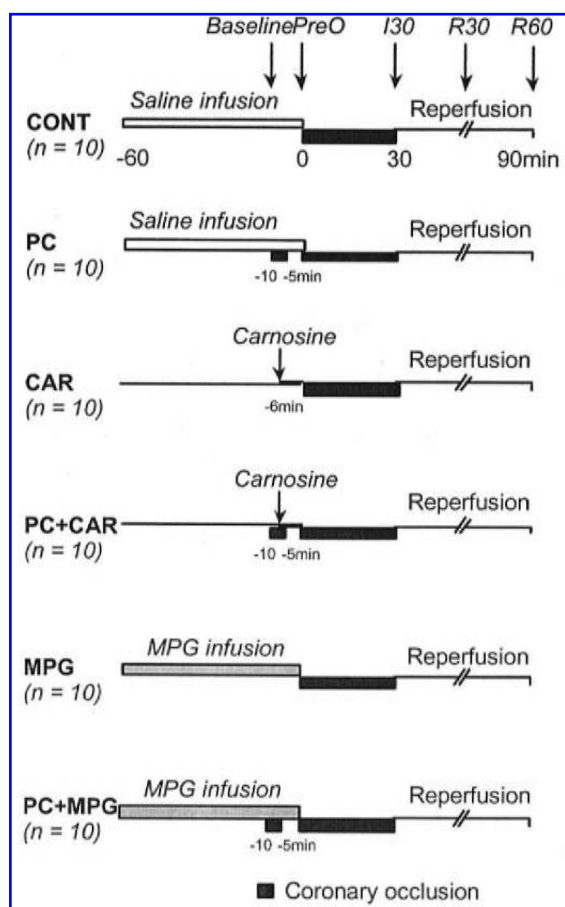 Baseline PreO I30 R30 R60
Saline infusion
Reperfusion
CONT
(n = 10)
-60 0 30 90min
Saline infusion
Reperfusion
PC
(n = 10)
-10 -5min
Carnosine
Reperfusion
CAR
(n = 10)
-6min
Carnosine
Reperfusion
PC+CAR
(n = 10)
-10 -5min
MPG infusion
Reperfusion
MPG
(n = 10)
MPG infusion
Reperfusion
PC+MPG
(n = 10)
-10 -5min
Coronary occlusion